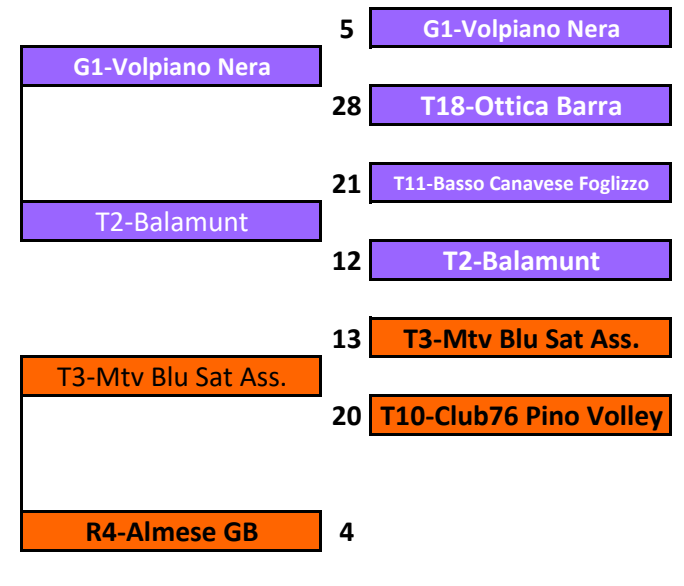 5 G1-Volpiano Nera
G1-Volpiano Nera
28 T18-Ottica Barra
21 T11-Basso Canavese Foglizzo
T2-Balamunt
12 T2-Balamunt
13 T3-Mtv Blu Sat Ass.
T3-Mtv Blu Sat Ass.
20 T10-Club76 Pino Volley
R4-Almese GB 4